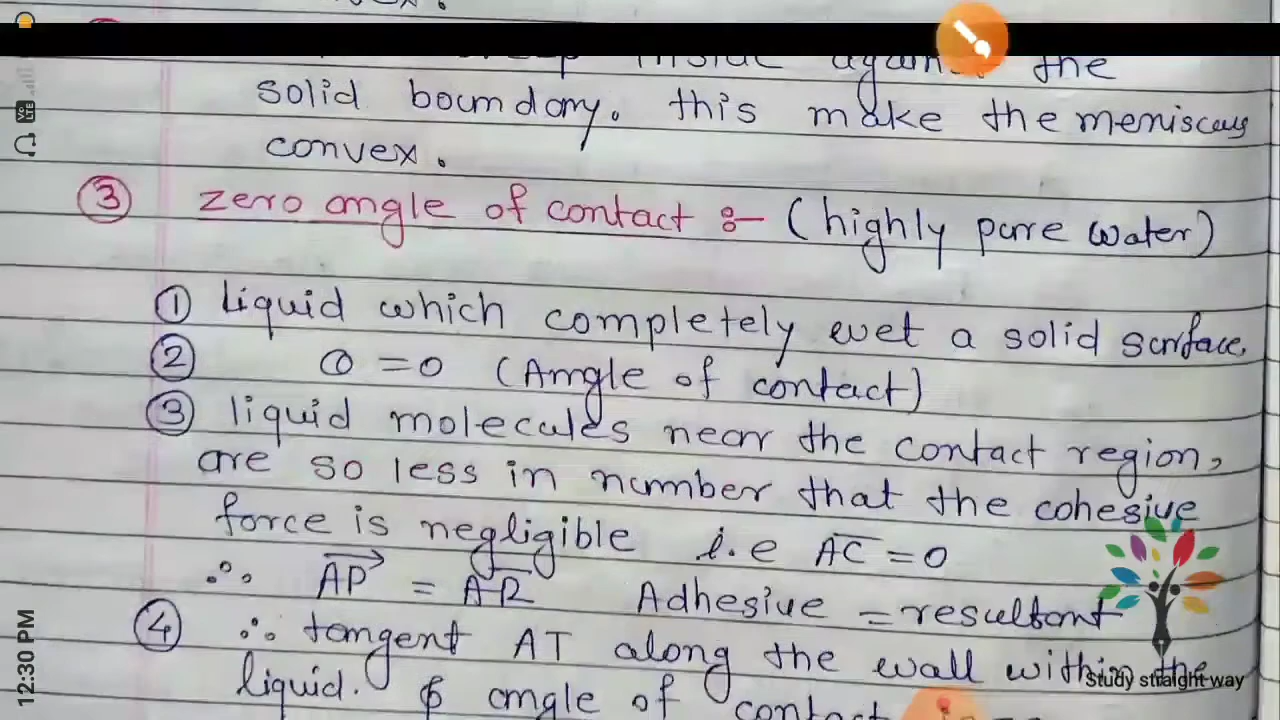 the
solid boundary. this make the meniscus
convex.
③ zero angle of contact :- (highly pure water)
① liquid which completely wet a solid surface.
② θ = 0 (Angle of contact)
③ liquid molecules near the contact region,
are so less in number that the cohesive
force is negligible i.e AC = 0
∴ AP = AR Adhesive = resultant
④ ∴ tangent AT along the wall within the
liquid. & angle of contact
Study straight way
12:30 PM